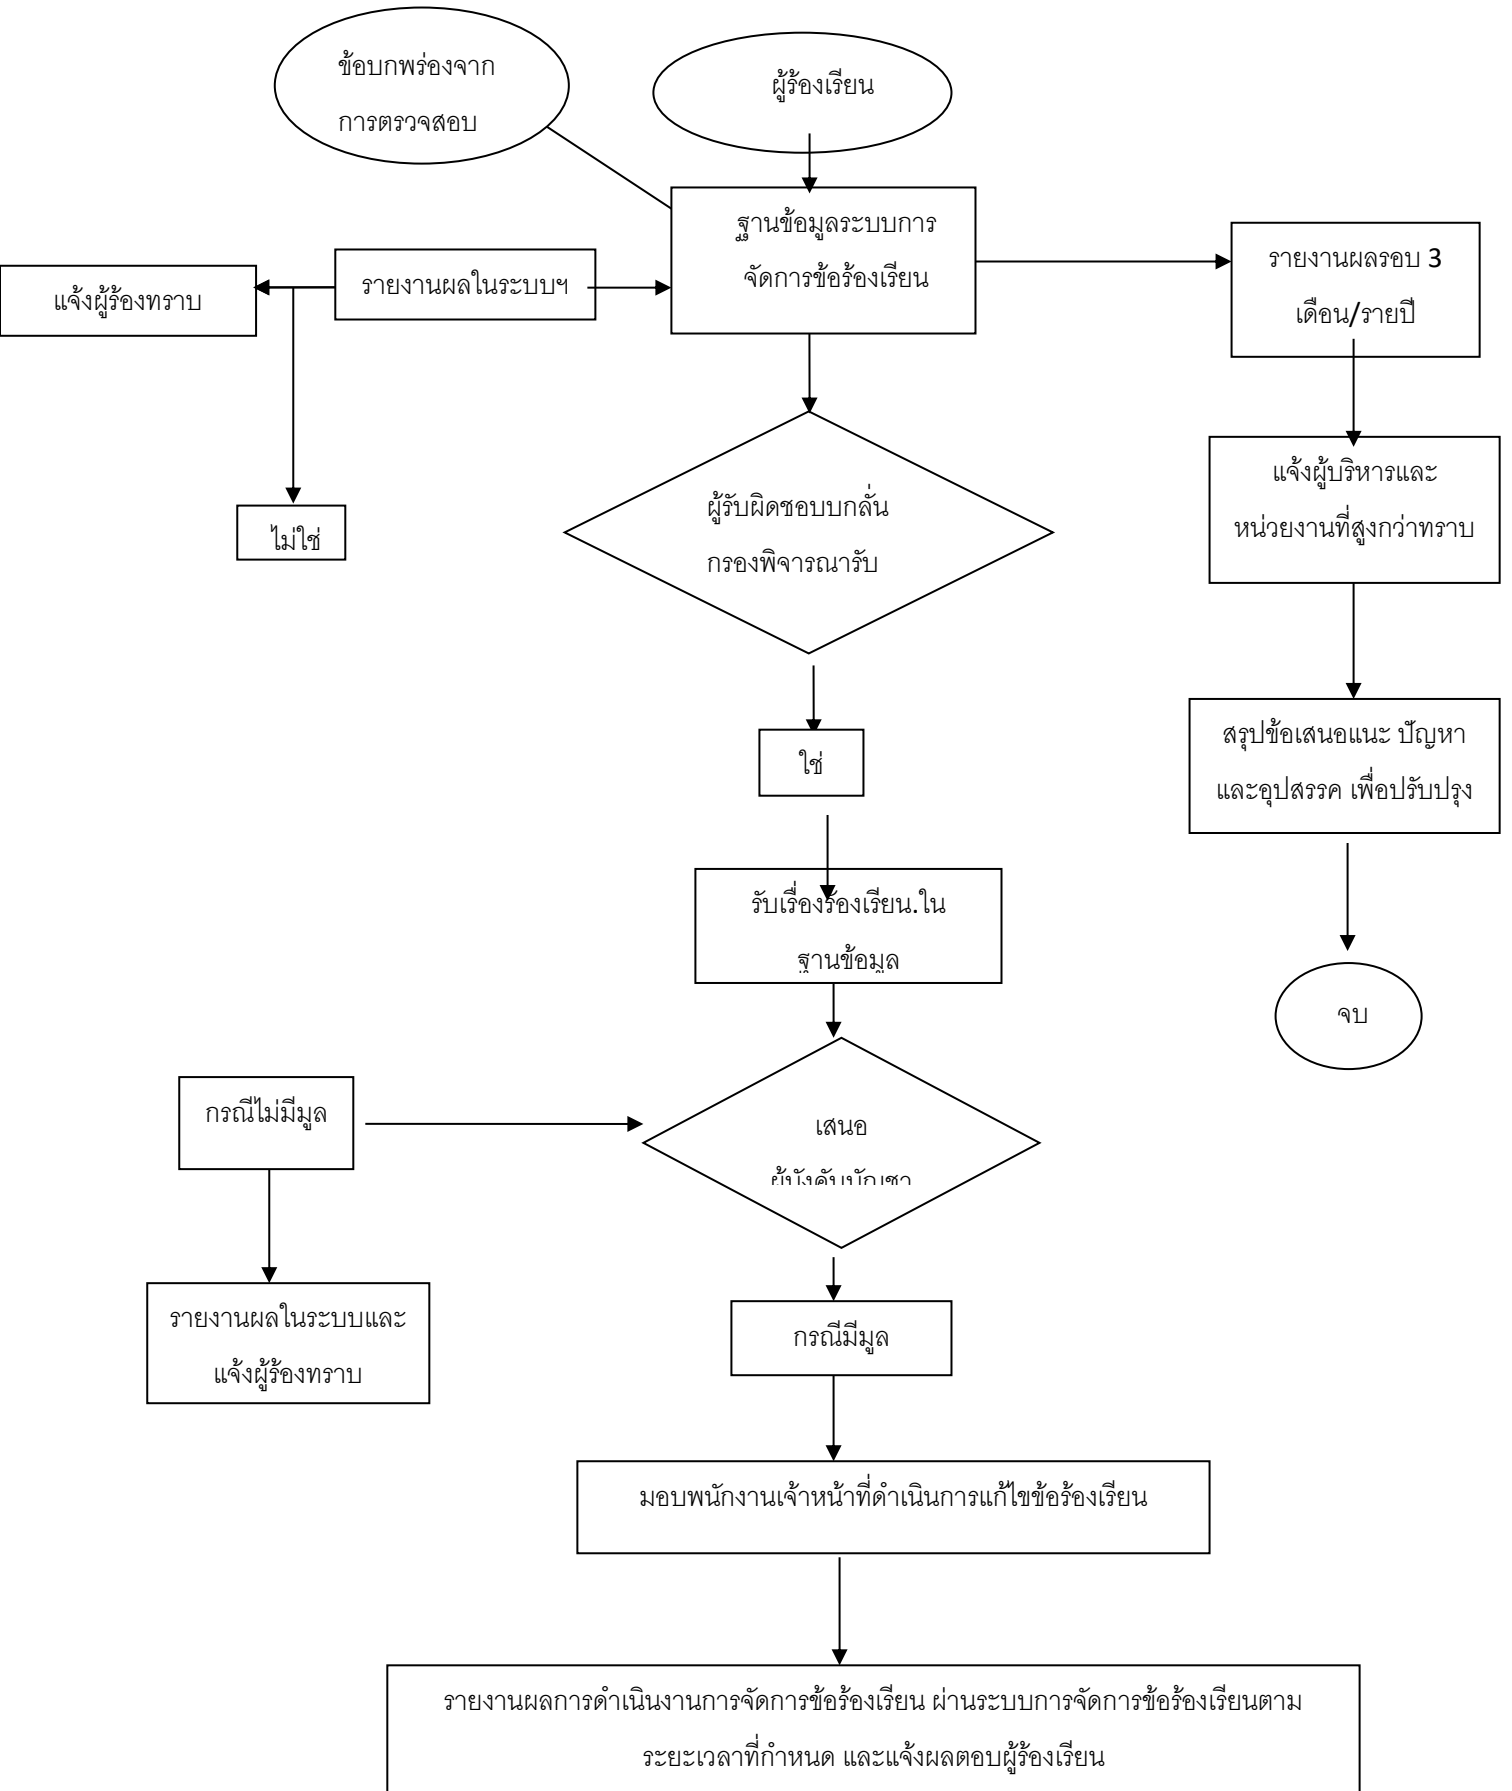 ข้อบกพร่องจาก
การตรวจสอบ
ผู้ร้องเรียน
ฐานข้อมูลระบบการ
จัดการข้อร้องเรียน
รายงานผลในระบบฯ
แจ้งผู้ร้องทราบ
ไม่ใช่
รายงานผลรอบ 3
เดือน/รายปี
แจ้งผู้บริหารและ
หน่วยงานที่สูงกว่าทราบ
สรุปข้อเสนอแนะ ปัญหา
และอุปสรรค เพื่อปรับปรุง
จบ
ผู้รับผิดชอบบกลั่น
กรองพิจารณารับ
ใช่
รับเรื่องร้องเรียน.ใน
ฐานข้อมูล
เสนอ
ผู้บังคับบัญชา
กรณีไม่มีมูล
รายงานผลในระบบและ
แจ้งผู้ร้องทราบ
กรณีมีมูล
มอบพนักงานเจ้าหน้าที่ดำเนินการแก้ไขข้อร้องเรียน
รายงานผลการดำเนินงานการจัดการข้อร้องเรียน ผ่านระบบการจัดการข้อร้องเรียนตาม
ระยะเวลาที่กำหนด และแจ้งผลตอบผู้ร้องเรียน